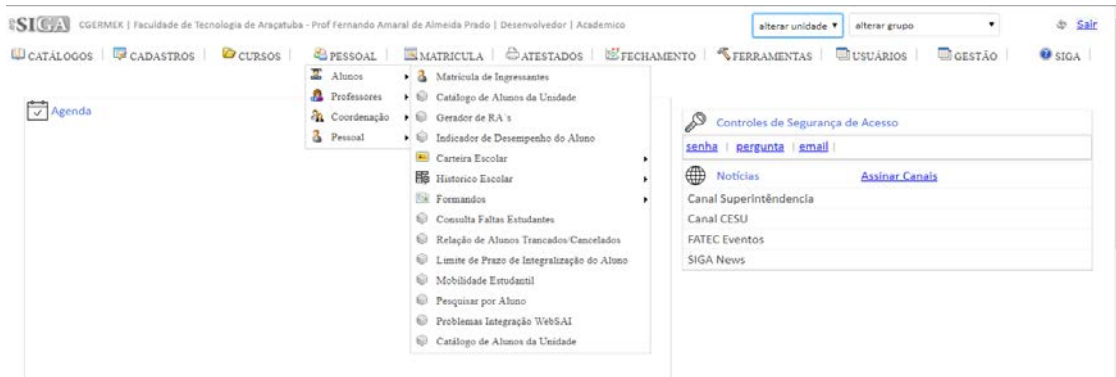 SIGA CGERMEK | Faculdade de Tecnologia de Araçatuba - Prof Fernando Amaral de Almeida Prado | Desenvolvedor | Academico alterar unidade alterar grupo Sair
CATÁLOGOS | CADASTROS | CURSOS | PESSOAL | MATRICULA | ATESTADOS | FECHAMENTO | FERRAMENTAS | USUÁRIOS | GESTÃO | SIGA |
Alunos
Professores
Coordenação
Pessoal
Matricula de Ingressantes
Catálogo de Alunos da Unidade
Gerador de RA´s
Indicador de Desempenho do Aluno
Carteira Escolar
Historico Escolar
Formandos
Consulta Faltas Estudantes
Relação de Alunos Trancados/Cancelados
Limite de Prazo de Integralização do Aluno
Mobilidade Estudantil
Pesquisar por Aluno
Problemas Integração WebSAI
Catálogo de Alunos da Unidade
Agenda
Controles de Segurança de Acesso
senha | pergunta | email |
Notícias Assinar Canais
Canal Superintêndencia
Canal CESU
FATEC Eventos
SIGA News